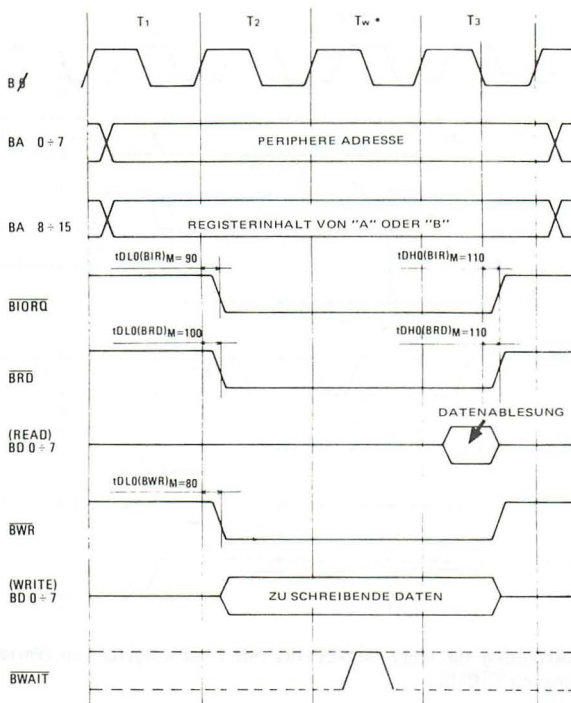 T1 T2 Tw * T3
BØ
BA 0÷7 PERIPHERE ADRESSE
BA 8÷15 REGISTERINHALT VON "A" ODER "B"
tDL0(BIR)M=90 tDH0(BIR)M=110
BIORQ
tDL0(BRD)M=100 tDH0(BRD)M=110
BRD
DATENABLESUNG
(READ)
BD 0÷7
tDL0(BWR)M=80
BWR
(WRITE)
BD 0÷7 ZU SCHREIBENDE DATEN
BWAIT